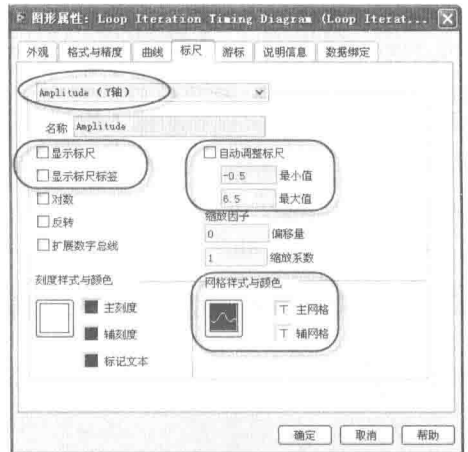 图形属性: Loop Iteration Timing Diagram (Loop Iterat...
外观 格式与精度 曲线 标尺 游标 说明信息 数据绑定
Amplitude (Y轴)
名称 Amplitude
显示标尺 自动调整标尺
显示标尺标签 -0.5 最小值
对数 6.5 最大值
反转 缩放因子
0 偏移量
扩展数字总线
1 缩放系数
刻度样式与颜色 网格样式与颜色
主刻度 主网格
辅刻度 辅网格
标记文本
确定 取消 帮助